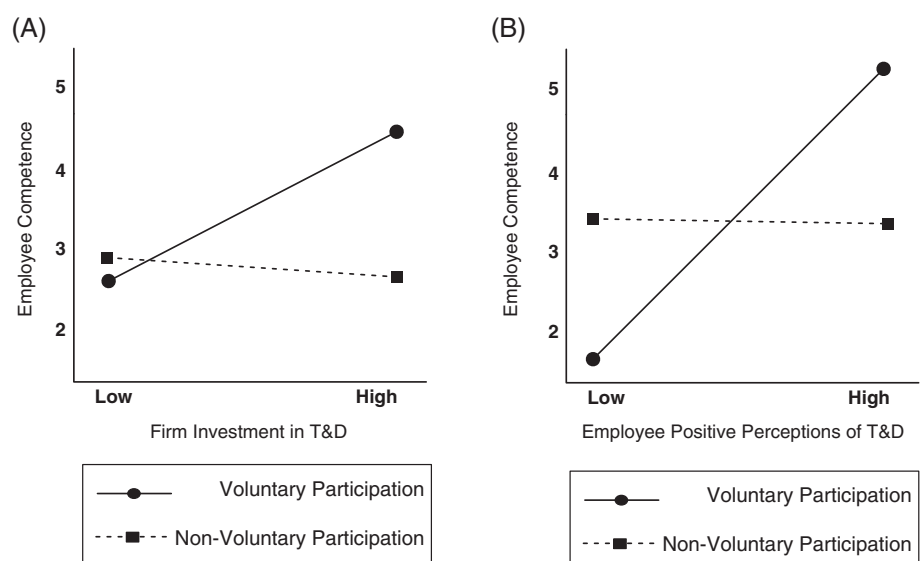 (A)
Employee Competence
5
4
3
2
Low High
Firm Investment in T&D
Voluntary Participation
Non-Voluntary Participation
(B)
Employee Competence
5
4
3
2
Low High
Employee Positive Perceptions of T&D
Voluntary Participation
Non-Voluntary Participation